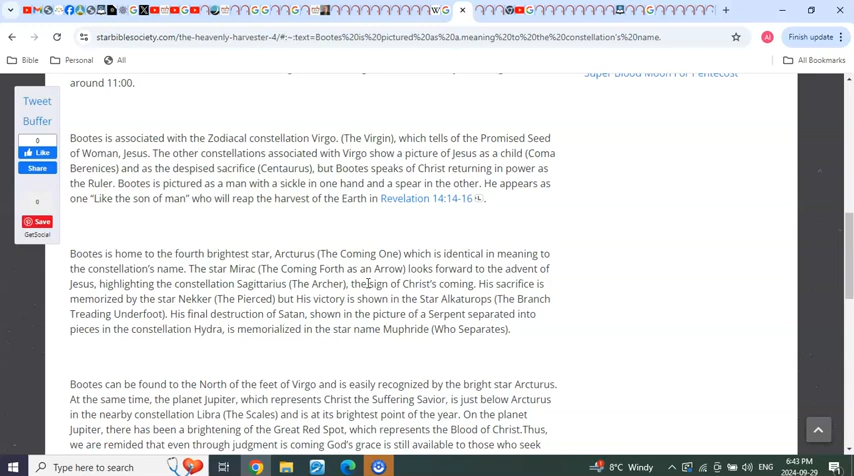 Finish update
starbiblesociety.com/the-heavenly-harvester-4/#:~:text=Bootes%20is%20pictured%20as%20a,meaning%20to%20the%20constellation's%20name.
Bible
Personal
All
All Bookmarks
around 11:00.
Super Blood Moon For Pentecost
Tweet
Buffer
0
Like
Share
0
Save
GetSocial
Bootes is associated with the Zodiacal constellation Virgo. (The Virgin), which tells of the Promised Seed
of Woman, Jesus. The other constellations associated with Virgo show a picture of Jesus as a child (Coma
Berenices) and as the despised sacrifice (Centaurus), but Bootes speaks of Christ returning in power as
the Ruler. Bootes is pictured as a man with a sickle in one hand and a spear in the other. He appears as
one “Like the son of man” who will reap the harvest of the Earth in Revelation 14:14-16 .
Bootes is home to the fourth brightest star, Arcturus (The Coming One) which is identical in meaning to
the constellation's name. The star Mirac (The Coming Forth as an Arrow) looks forward to the advent of
Jesus, highlighting the constellation Sagittarius (The Archer), the sign of Christ's coming. His sacrifice is
memorized by the star Nekker (The Pierced) but His victory is shown in the Star Alkaturops (The Branch
Treading Underfoot). His final destruction of Satan, shown in the picture of a Serpent separated into
pieces in the constellation Hydra, is memorialized in the star name Muphride (Who Separates).
Bootes can be found to the North of the feet of Virgo and is easily recognized by the bright star Arcturus.
At the same time, the planet Jupiter, which represents Christ the Suffering Savior, is just below Arcturus
in the nearby constellation Libra (The Scales) and is at its brightest point of the year. On the planet
Jupiter, there has been a brightening of the Great Red Spot, which represents the Blood of Christ.Thus,
we are remided that even through judgment is coming God's grace is still available to those who seek
Type here to search
8°C Windy
ENG
6:43 PM
2024-09-29